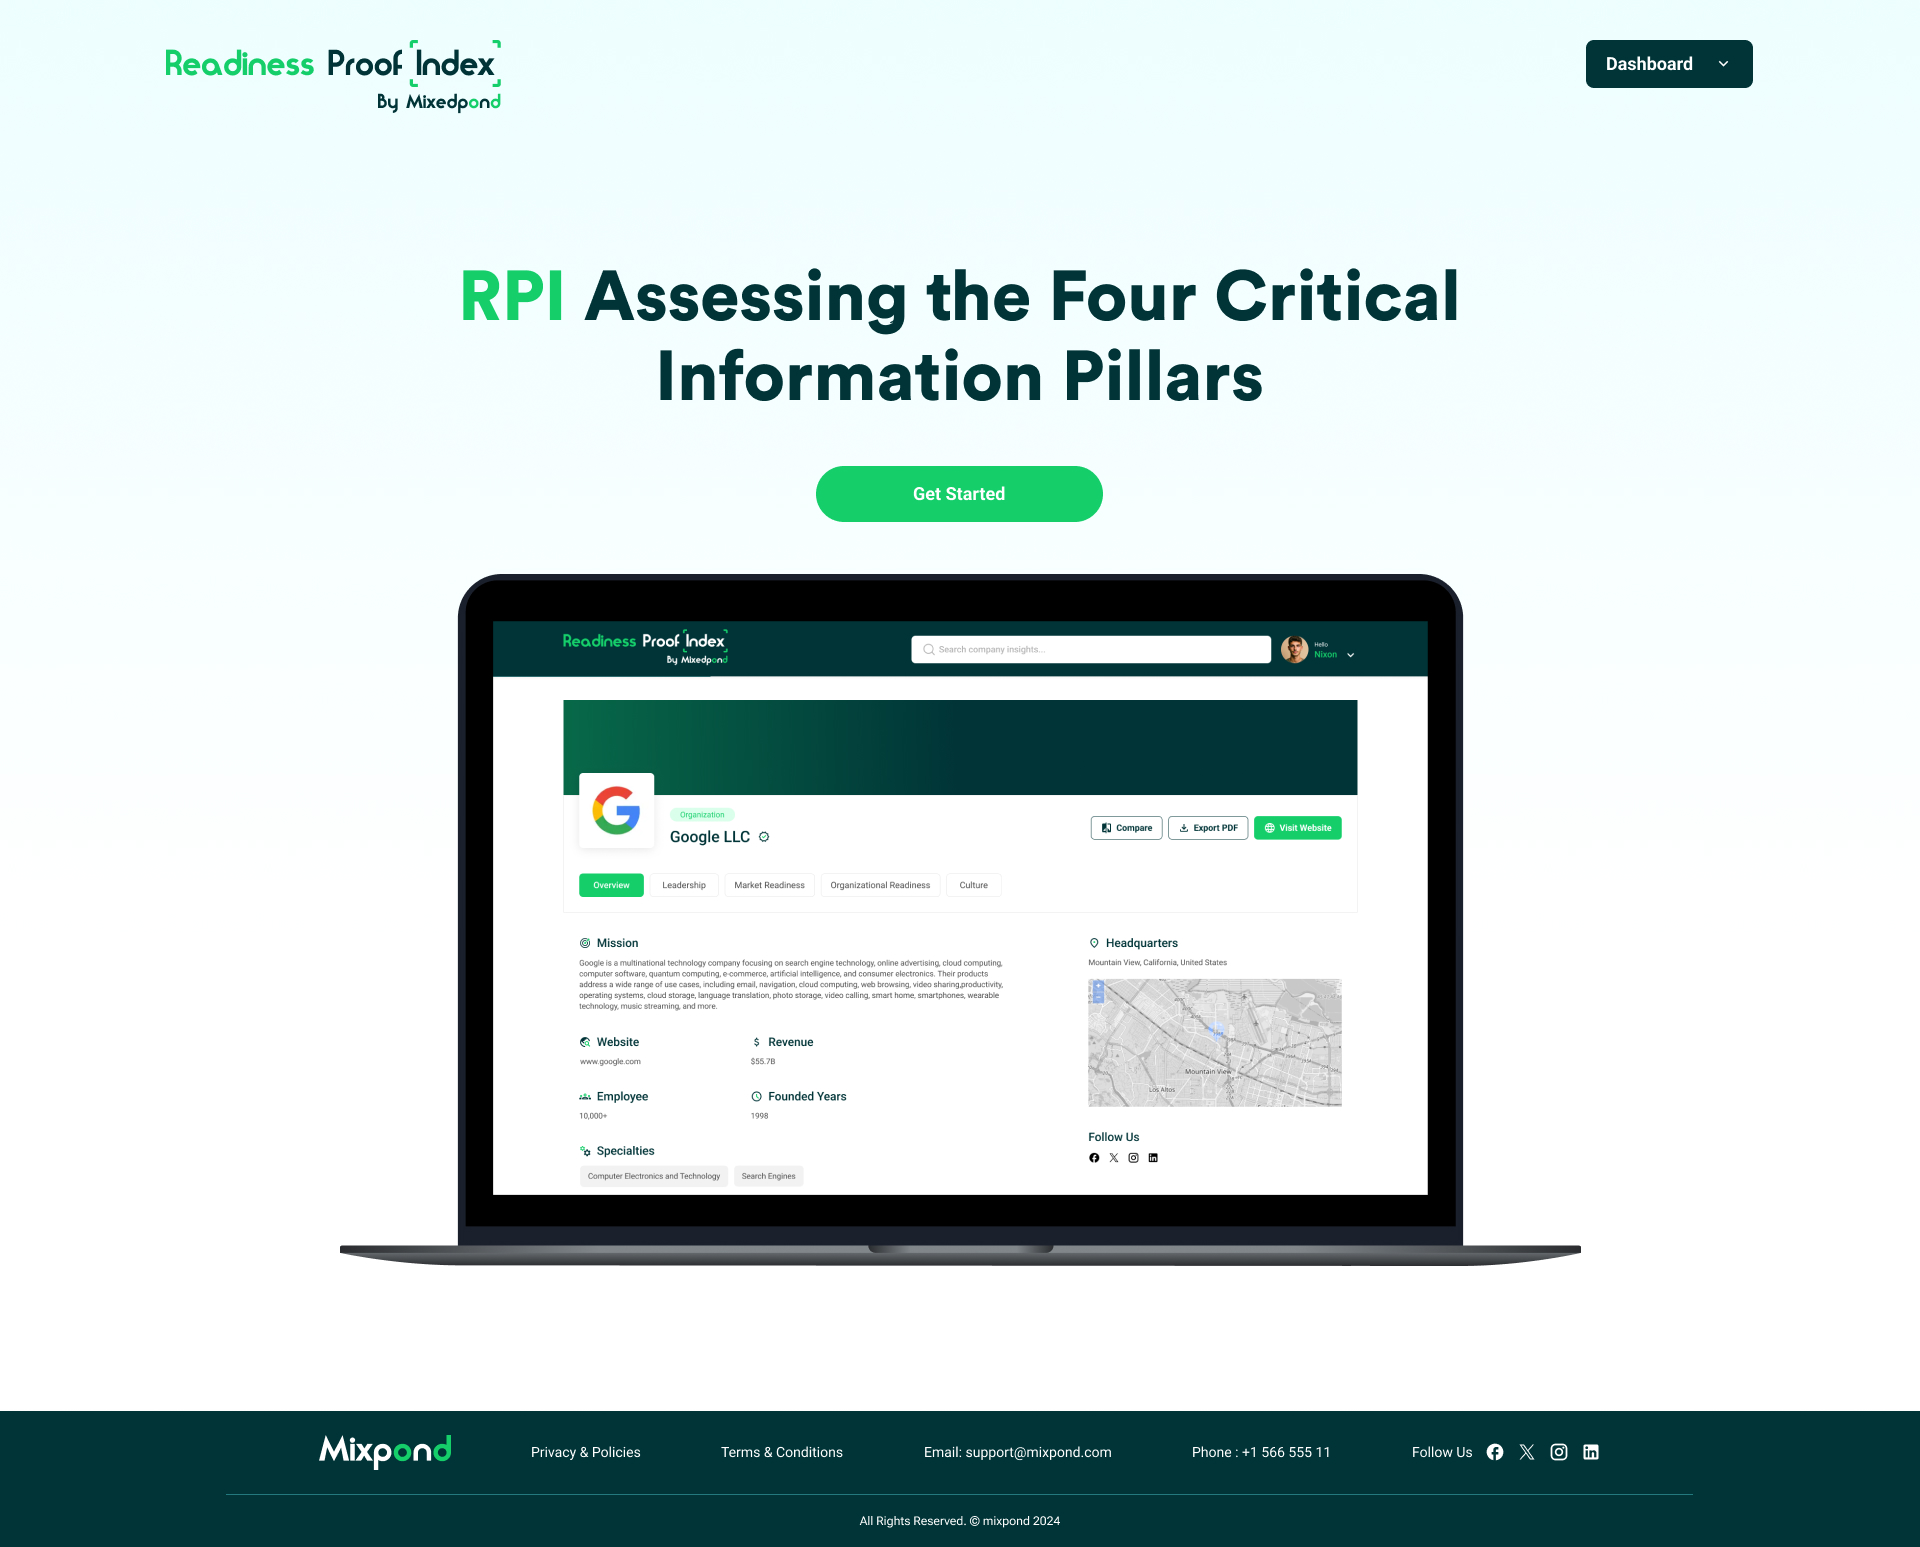 Readiness Proof Index
By Mixedpond
Dashboard
RPI Assessing the Four Critical
Information Pillars
Get Started
Readiness Proof Index
By Mixedpond
Search company insights...
Hello
Nixon
Organization
Google LLC
Compare
Export PDF
Visit Website
Overview
Leadership
Market Readiness
Organizational Readiness
Culture
Mission
Google is a multinational technology company focusing on search engine technology, online advertising, cloud computing,
computer software, quantum computing, e-commerce, artificial intelligence, and consumer electronics. Their products
address a wide range of use cases, including email, navigation, cloud computing, web browsing, video sharing,productivity,
operating systems, cloud storage, language translation, photo storage, video calling, smart home, smartphones, wearable
technology, music streaming, and more.
Website
www.google.com
Revenue
$55.7B
Employee
10,000+
Founded Years
1998
Specialties
Computer Electronics and Technology
Search Engines
Headquarters
Mountain View, California, United States
Mountain View
Los Altos
Follow Us
Mixpond
Privacy & Policies
Terms & Conditions
Email: support@mixpond.com
Phone : +1 566 555 11
Follow Us
All Rights Reserved. © mixpond 2024